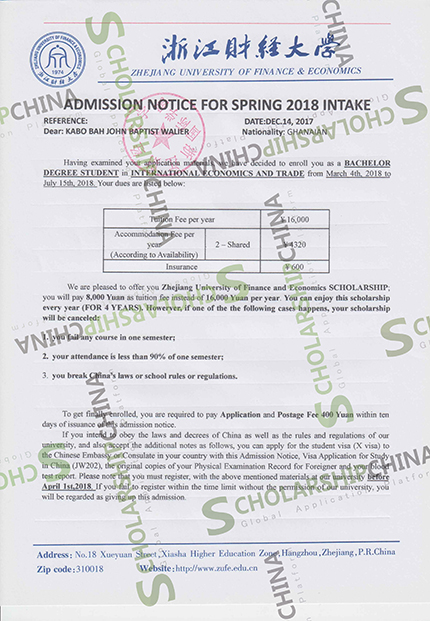 浙江财经大学
ZHEJIANG UNIVERSITY OF FINANCE & ECONOMICS
1974
ADMISSION NOTICE FOR SPRING 2018 INTAKE
REFERENCE: DATE:DEC.14, 2017
Dear: KABO BAH JOHN BAPTIST WALIER Nationality: GHANAIAN
Having examined your application materials, we have decided to enroll you as a BACHELOR
DEGREE STUDENT in INTERNATIONAL ECONOMICS AND TRADE from March 4th, 2018 to
July 15th, 2018. Your dues are listed below:
Tuition Fee per year ¥ 16,000
Accommodation Fee per
year
(According to Availability) 2 – Shared ¥ 4320
Insurance ¥ 600
We are pleased to offer you Zhejiang University of Finance and Economics SCHOLARSHIP;
you will pay 8,000 Yuan as tuition fee instead of 16,000 Yuan per year. You can enjoy this scholarship
every year (FOR 4 YEARS). However, if one of the the following cases happens, your scholarship
will be canceled:
1. you fail any course in one semester;
2. your attendance is less than 90% of one semester;
3. you break China's laws or school rules or regulations.
To get finally enrolled, you are required to pay Application and Postage Fee 400 Yuan within ten
days of issuance of the admission notice.
If you intend to obey the laws and decrees of China as well as the rules and regulations of our
university, and also accept the additional notes as follows, you can apply for the student visa (X visa) to
the Chinese Embassy or Consulate in your country with this Admission Notice, Visa Application for Study
in China (JW202), the original copies of your Physical Examination Record for Foreigner and your blood
test report. Please note that you must register, with the above mentioned materials at our university before
April 1st,2018. If you fail to register within the time limit without the permission of our university, you
will be regarded as giving up this admission.
Address: No.18 Xueyuan Street,Xiasha Higher Education Zone,Hangzhou,Zhejiang,P.R.China
Zip code: 310018 Website:http://www.zufe.edu.cn
SCHOLARSHIPCHINA
Global Application Platform